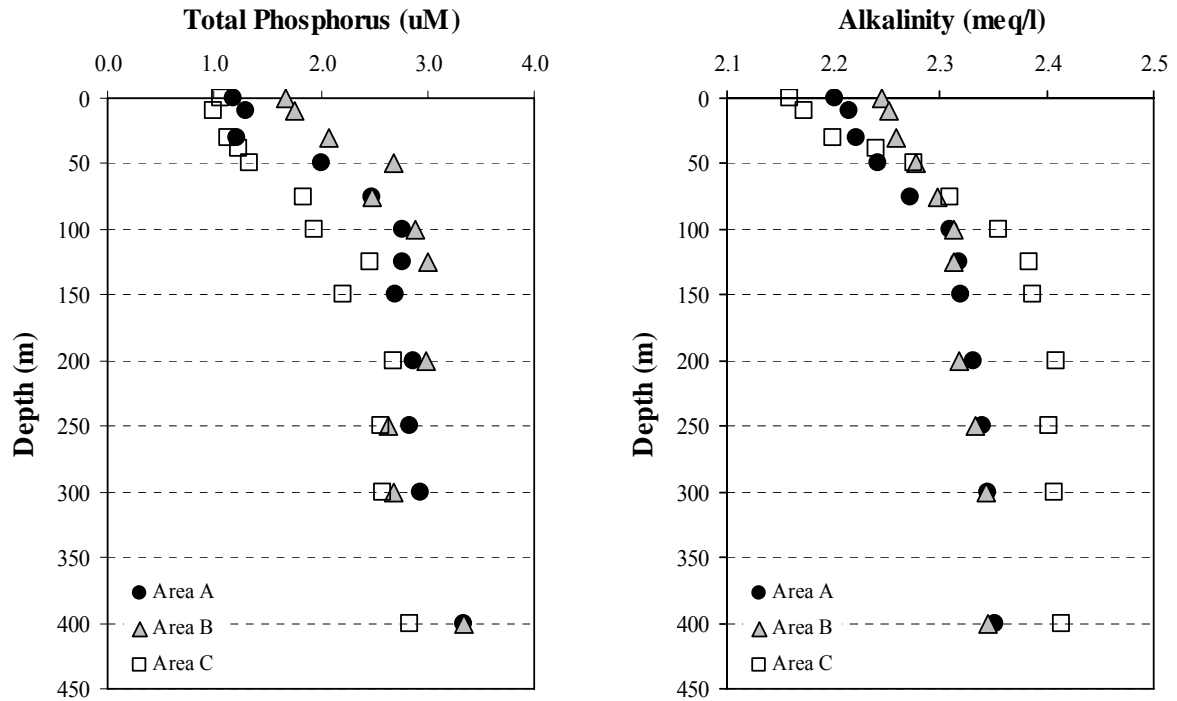 Total Phosphorus (uM)
0.0 1.0 2.0 3.0 4.0
0
50
100
150
200
250
300
350
400
450
Depth (m)
Area A
Area B
Area C
Alkalinity (meq/l)
2.1 2.2 2.3 2.4 2.5
0
50
100
150
200
250
300
350
400
450
Depth (m)
Area A
Area B
Area C